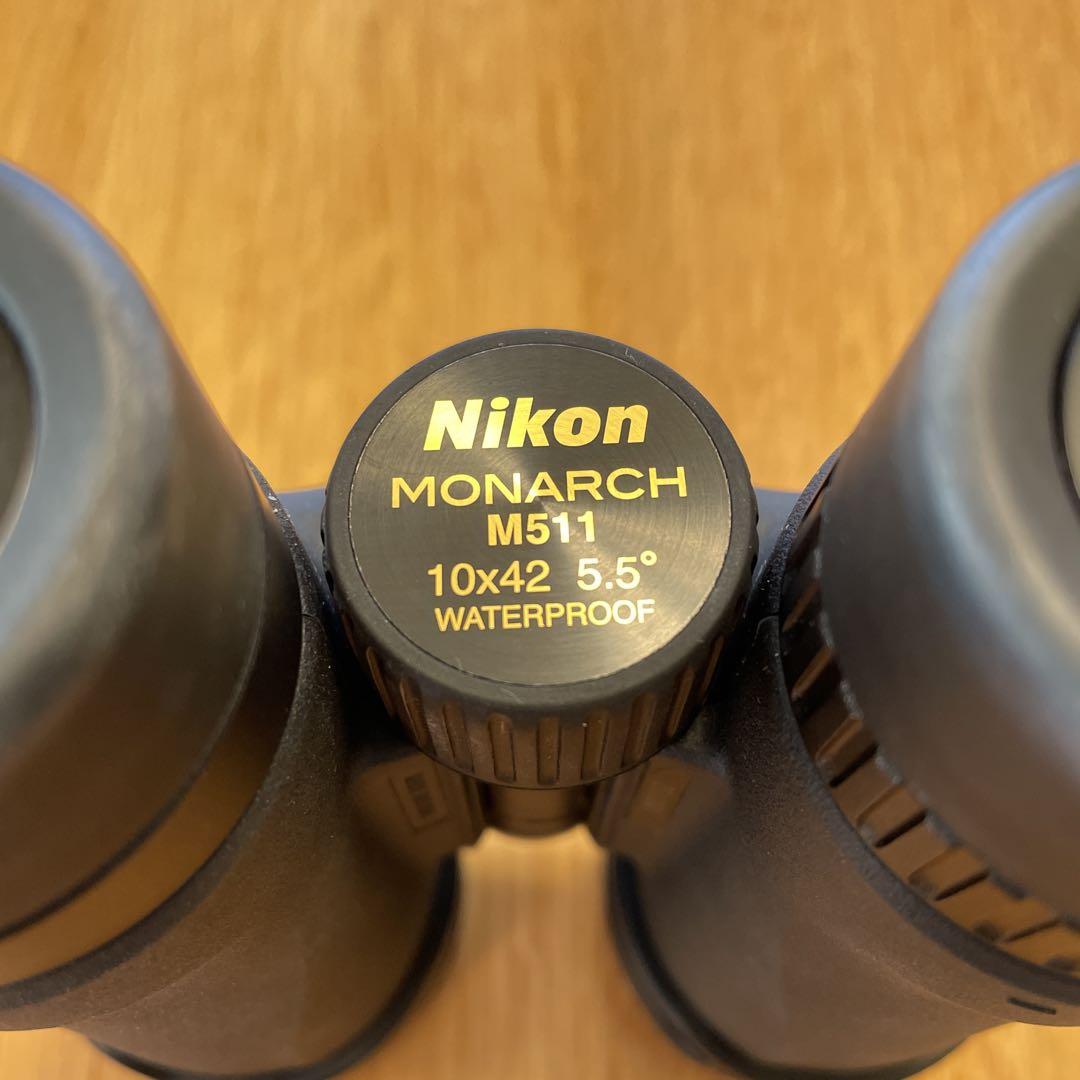 Nikon
MONARCH
M511
10x42 5.5°
WATERPROOF